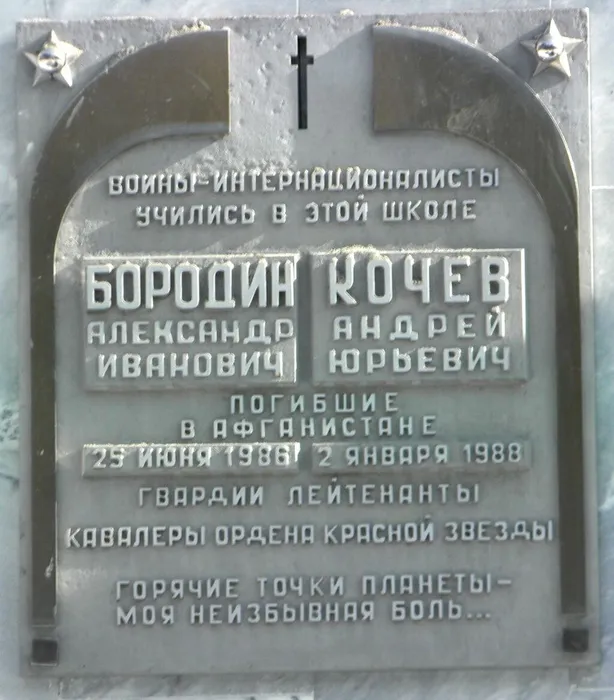 ВОИНЫ-ИНТЕРНАЦИОНАЛИСТЫ
УЧИЛИСЬ В ЭТОЙ ШКОЛЕ
БОРОДИН КОЧЕВ
АЛЕКСАНДР АНДРЕЙ
ИВАНОВИЧ ЮРЬЕВИЧ
ПОГИБШИЕ
В АФГАНИСТАНЕ
25 ИЮНЯ 1986 2 ЯНВАРЯ 1988
ГВАРДИИ ЛЕЙТЕНАНТЫ
КАВАЛЕРЫ ОРДЕНА КРАСНОЙ ЗВЕЗДЫ
ГОРЯЧИЕ ТОЧКИ ПЛАНЕТЫ-
МОЯ НЕИЗБЫВНАЯ БОЛЬ...